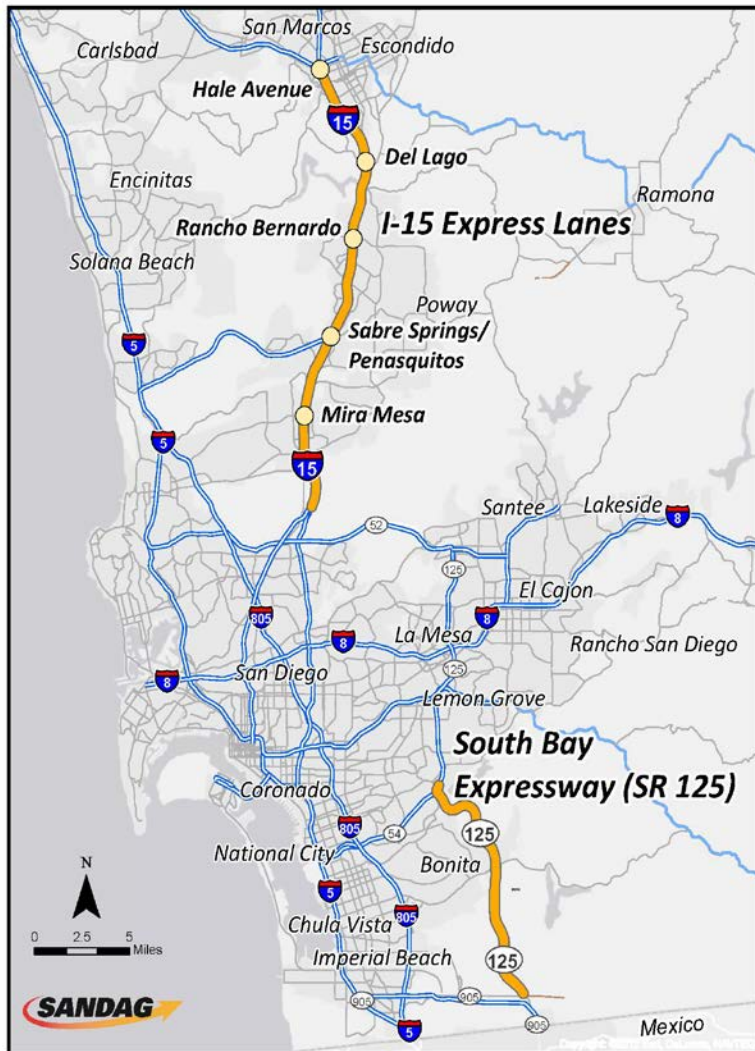 San Marcos
Carlsbad
Escondido
Hale Avenue
15
Del Lago
Encinitas
Ramona
Rancho Bernardo
I-15 Express Lanes
Solana Beach
Poway
5
Sabre Springs/
Penasquitos
Mira Mesa
5
15
Santee
Lakeside
8
52
125
El Cajon
805
8
8
La Mesa
Rancho San Diego
125
San Diego
8
Lemon Grove
South Bay
Expressway (SR 125)
Coronado
805
54
125
National City
Bonita
N
5
805
Chula Vista
0 2.5 5
Miles
Imperial Beach
125
905
905
SANDAG
905
5
Mexico